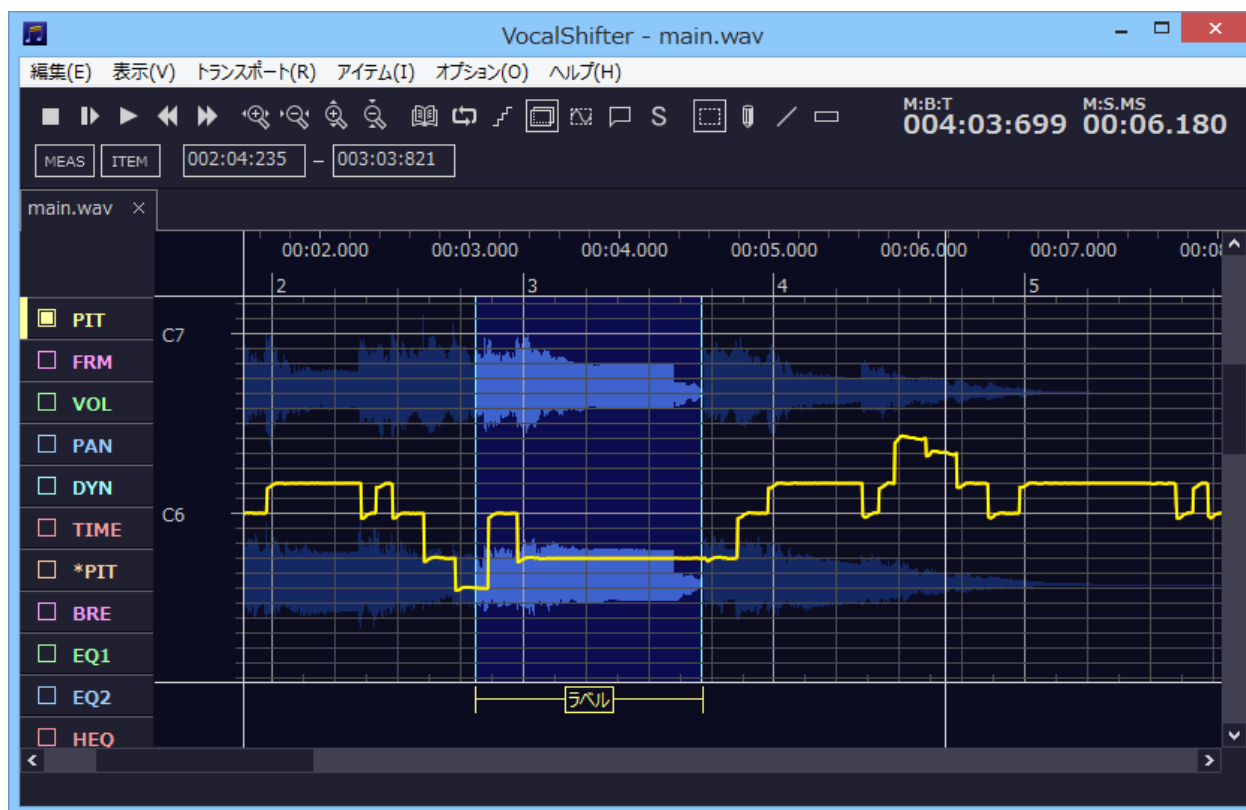 VocalShifter - main.wav
編集(E) 表示(V) トランスポート(R) アイテム(I) オプション(O) ヘルプ(H)
S
M:B:T M:S.MS
004:03:699 00:06.180
MEAS ITEM 002:04:235 – 003:03:821
main.wav
00:02.000 00:03.000 00:04.000 00:05.000 00:06.000 00:07.000
2 3 4 5
PIT
C7
FRM
VOL
PAN
DYN
C6
TIME
*PIT
BRE
EQ1
EQ2
ラベル
HEQ